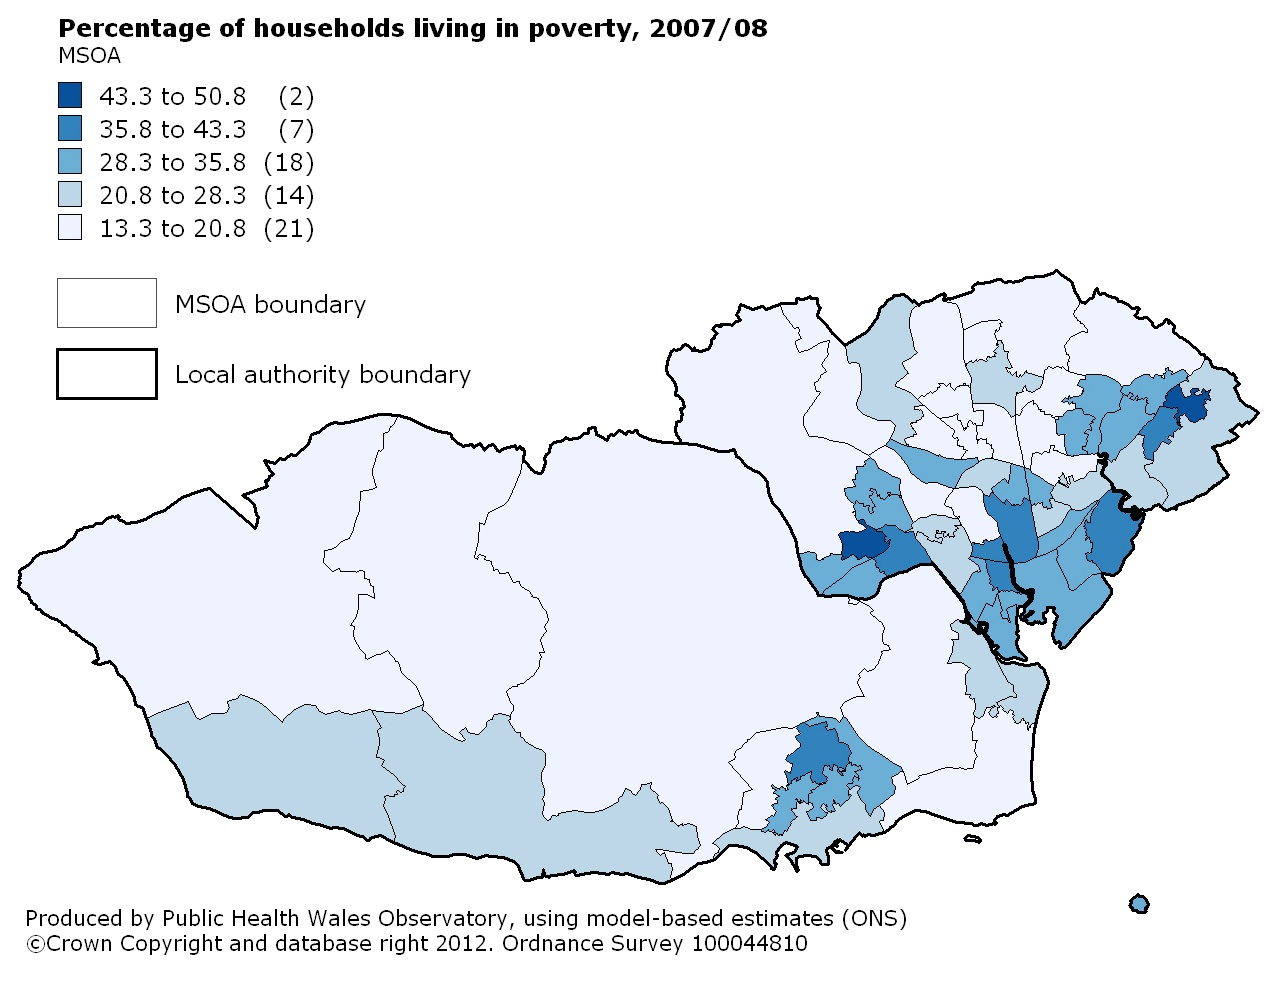 Percentage of households living in poverty, 2007/08
MSOA
43.3 to 50.8 (2)
35.8 to 43.3 (7)
28.3 to 35.8 (18)
20.8 to 28.3 (14)
13.3 to 20.8 (21)
MSOA boundary
Local authority boundary
Produced by Public Health Wales Observatory, using model-based estimates (ONS)
©Crown Copyright and database right 2012. Ordnance Survey 100044810